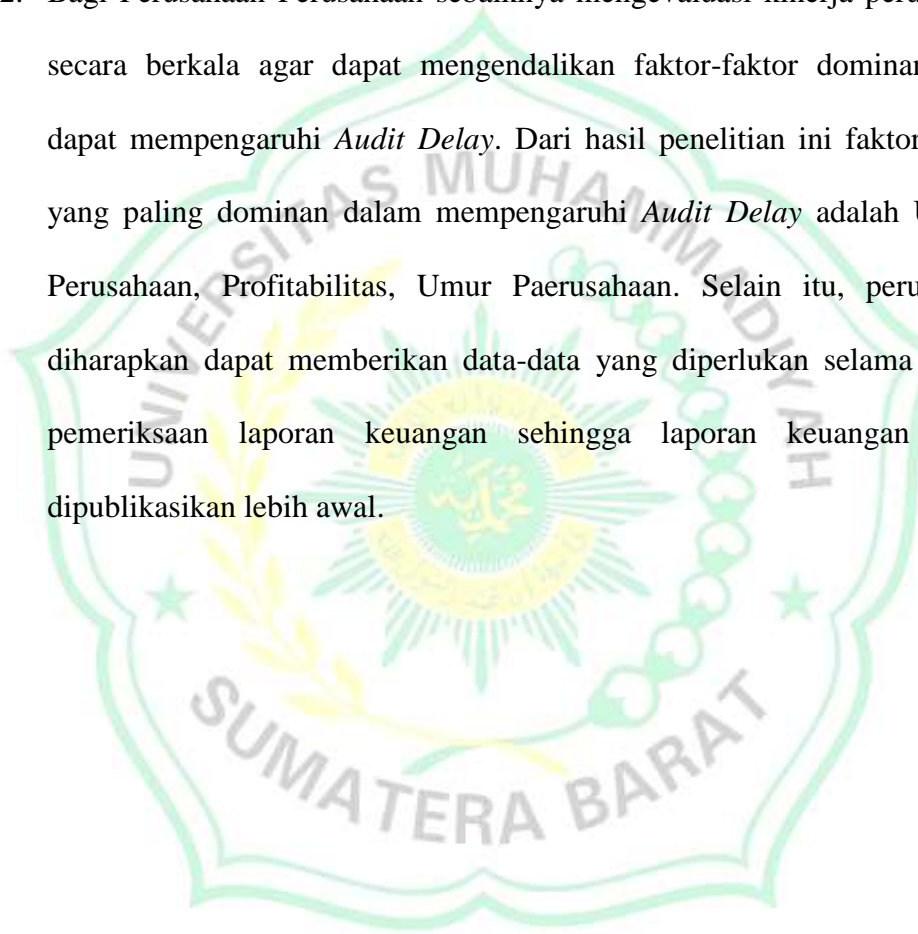 2. Bagi Perusahaan Perusahaan sebaiknya mengevaluasi kinerja
secara berkala agar dapat mengendalikan faktor-faktor
dapat mempengaruhi Audit Delay. Dari hasil penelitian ini faktor
yang paling dominan dalam mempengaruhi Audit Delay adalah
Perusahaan, Profitabilitas, Umur Paerusahaan. Selain itu,
diharapkan dapat memberikan data-data yang diperlukan selama
pemeriksaan laporan keuangan sehingga laporan keuangan
dipublikasikan lebih awal.
UNIVERSITAS MUHAMMADIYAH
SUMATERA BARAT